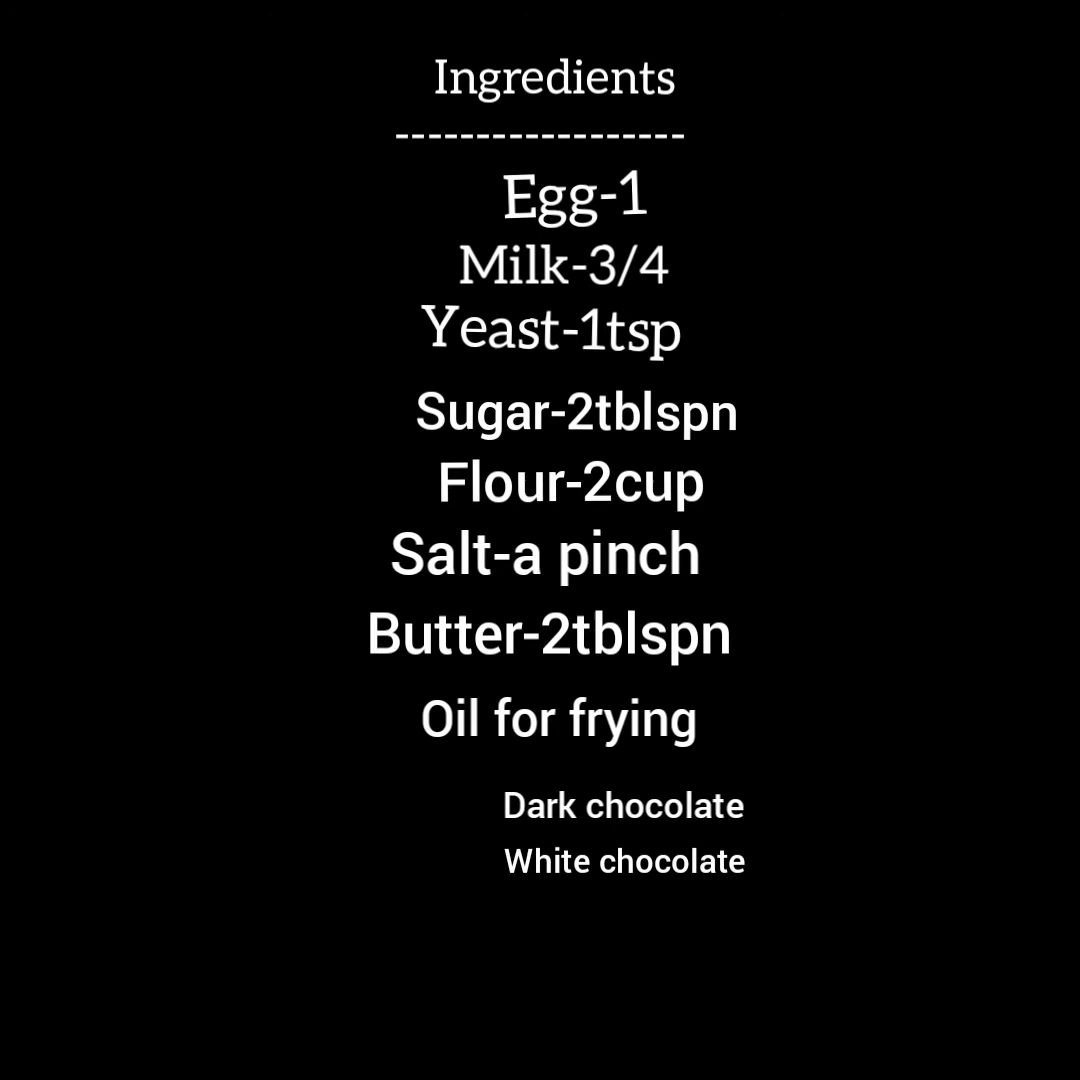 Ingredients
------------------
Egg-1
Milk-3/4
Yeast-1tsp
Sugar-2tblspn
Flour-2cup
Salt-a pinch
Butter-2tblspn
Oil for frying
Dark chocolate
White chocolate